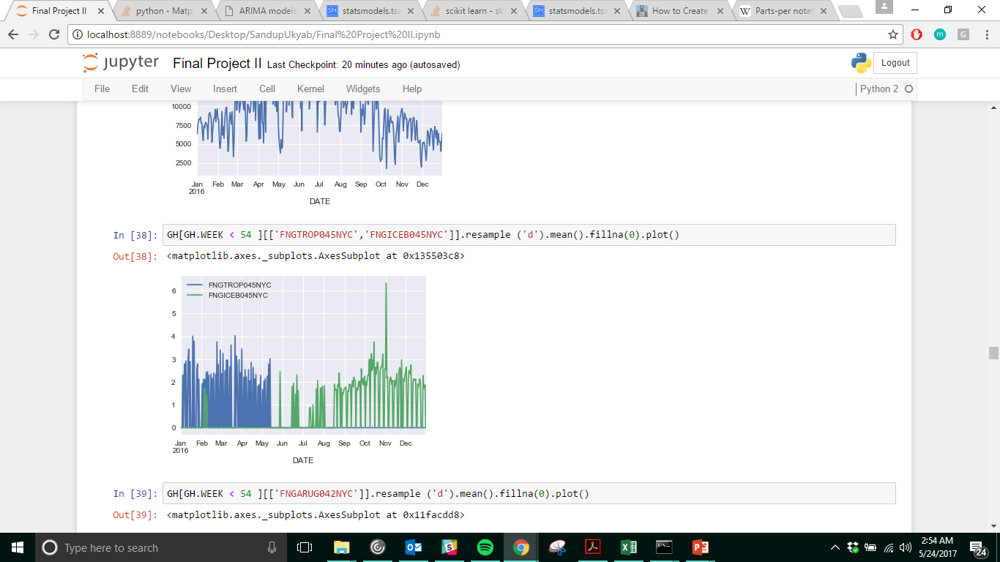 Final Project II
python - Matpl
ARIMA models
statsmodels.tsa
scikit learn - sk
statsmodels.tsa
How to Create
Parts-per notat
localhost:8889/notebooks/Desktop/SandupUkyab/Final%20Project%20II.ipynb
jupyter Final Project II Last Checkpoint: 20 minutes ago (autosaved)
Logout
File Edit View Insert Cell Kernel Widgets Help
Python 2
10000
7500
5000
2500
Jan Feb Mar Apr May Jun Jul Aug Sep Oct Nov Dec
2016
DATE
In [38]: GH[GH.WEEK < 54 ][['FNGTROP045NYC','FNGICEB045NYC']].resample ('d').mean().fillna(0).plot()
Out[38]: <matplotlib.axes._subplots.AxesSubplot at 0x135503c8>
FNGTROP045NYC
FNGICEB045NYC
6
5
4
3
2
1
0
Jan Feb Mar Apr May Jun Jul Aug Sep Oct Nov Dec
2016
DATE
In [39]: GH[GH.WEEK < 54 ][['FNGARUG042NYC']].resample ('d').mean().fillna(0).plot()
Out[39]: <matplotlib.axes._subplots.AxesSubplot at 0x11facdd8>
Type here to search
2:54 AM
5/24/2017
24